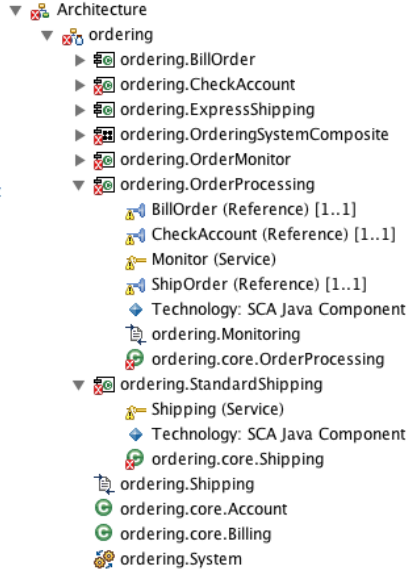 Architecture
ordering
ordering.BillOrder
ordering.CheckAccount
ordering.ExpressShipping
ordering.OrderingSystemComposite
ordering.OrderMonitor
ordering.OrderProcessing
BillOrder (Reference) [1..1]
CheckAccount (Reference) [1..1]
Monitor (Service)
ShipOrder (Reference) [1..1]
Technology: SCA Java Component
ordering.Monitoring
ordering.core.OrderProcessing
ordering.StandardShipping
Shipping (Service)
Technology: SCA Java Component
ordering.core.Shipping
ordering.Shipping
ordering.core.Account
ordering.core.Billing
ordering.System